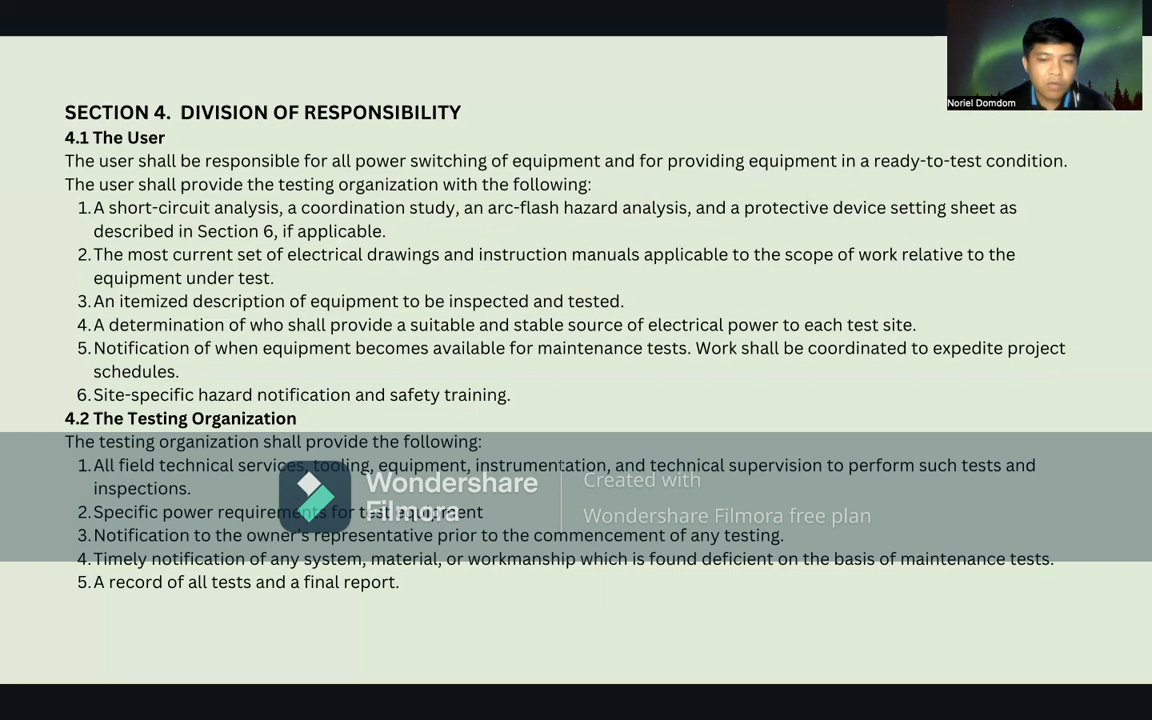 Noriel Domdom
SECTION 4.  DIVISION OF RESPONSIBILITY
4.1 The User
The user shall be responsible for all power switching of equipment and for providing equipment in a ready-to-test condition.
The user shall provide the testing organization with the following:
1. A short-circuit analysis, a coordination study, an arc-flash hazard analysis, and a protective device setting sheet as
described in Section 6, if applicable.
2. The most current set of electrical drawings and instruction manuals applicable to the scope of work relative to the
equipment under test.
3. An itemized description of equipment to be inspected and tested.
4. A determination of who shall provide a suitable and stable source of electrical power to each test site.
5. Notification of when equipment becomes available for maintenance tests. Work shall be coordinated to expedite project
schedules.
6. Site-specific hazard notification and safety training.
4.2 The Testing Organization
The testing organization shall provide the following:
1. All field technical services, tooling, equipment, instrumentation, and technical supervision to perform such tests and
inspections.
2. Specific power requirements for test equipment
3. Notification to the owner's representative prior to the commencement of any testing.
4. Timely notification of any system, material, or workmanship which is found deficient on the basis of maintenance tests.
5. A record of all tests and a final report.
Wondershare
Filmora
Created with
Wondershare Filmora free plan